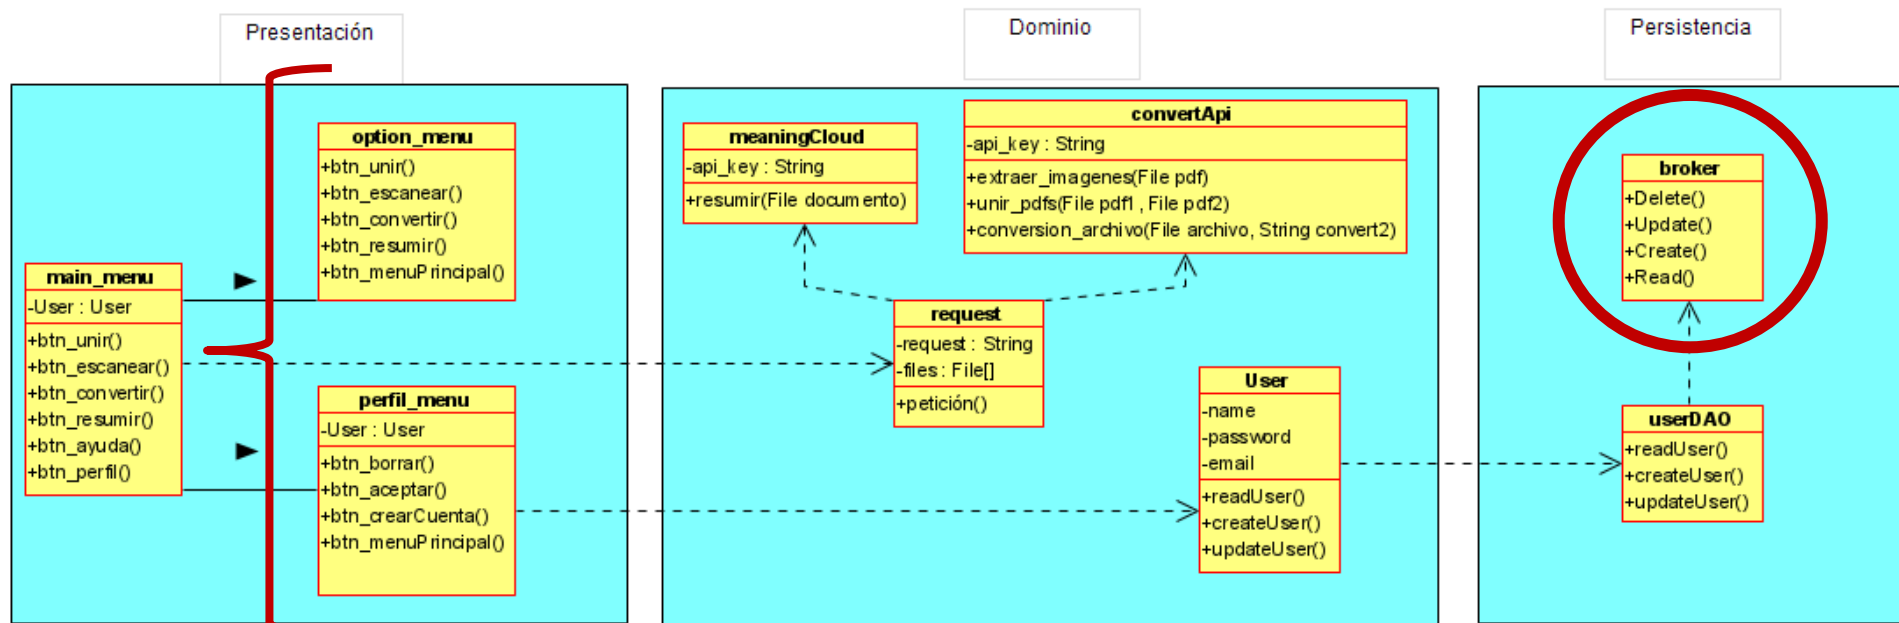 Presentación
Dominio
Persistencia
option_menu
+btn_unir()
+btn_escanear()
+btn_convertir()
+btn_resumir()
+btn_menuPrincipal()
main_menu
-User : User
+btn_unir()
+btn_escanear()
+btn_convertir()
+btn_resumir()
+btn_ayuda()
+btn_perfil()
perfil_menu
-User : User
+btn_borrar()
+btn_aceptar()
+btn_crearCuenta()
+btn_menuPrincipal()
meaningCloud
-api_key : String
+resumir(File documento)
convertApi
-api_key : String
+extraer_imagenes(File pdf)
+unir_pdfs(File pdf1 , File pdf2)
+conversion_archivo(File archivo, String convert2)
request
-request : String
-files : File[]
+petición()
User
-name
-password
-email
+readUser()
+createUser()
+updateUser()
broker
+Delete()
+Update()
+Create()
+Read()
userDAO
+readUser()
+createUser()
+updateUser()